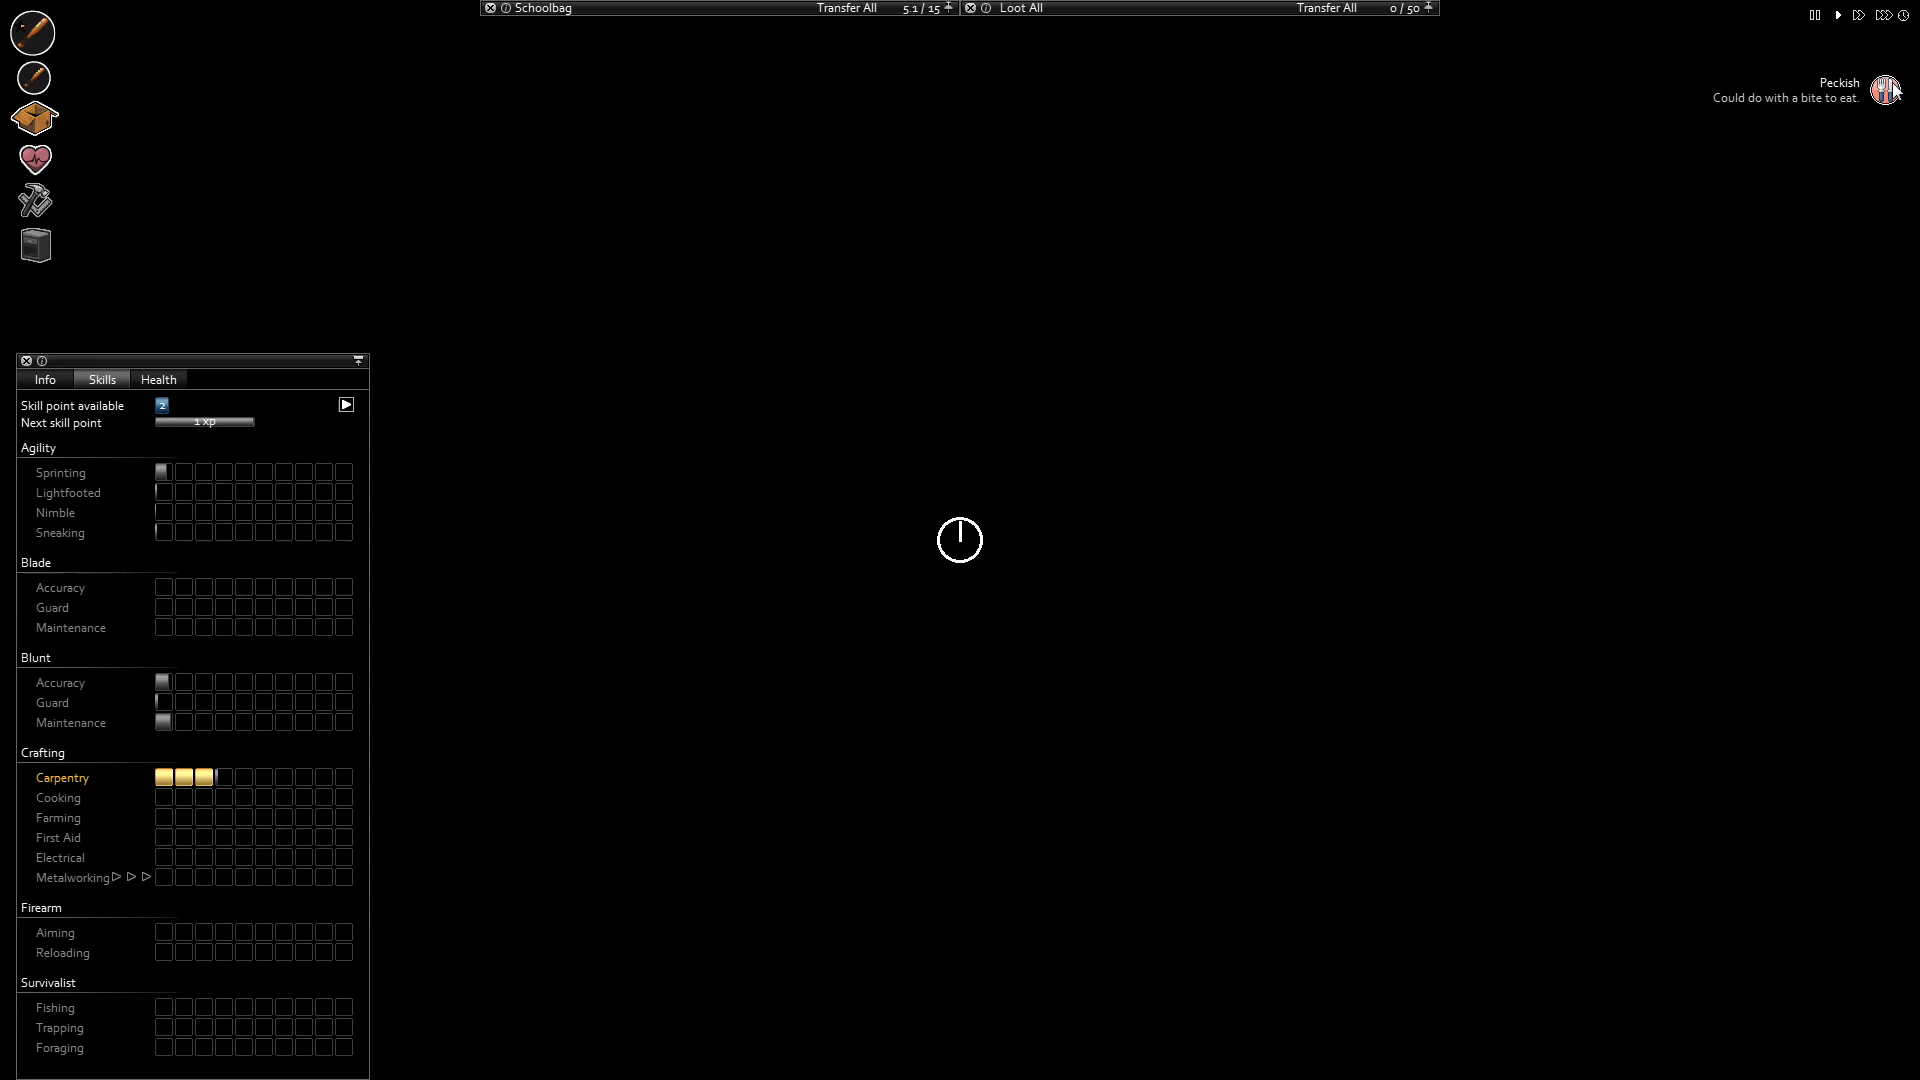 Schoolbag Transfer All 5.1 / 15
Loot All Transfer All 0 / 50
Peckish
Could do with a bite to eat.
Info Skills Health
Skill point available 2
Next skill point 1 xp
Agility
Sprinting
Lightfooted
Nimble
Sneaking
Blade
Accuracy
Guard
Maintenance
Blunt
Accuracy
Guard
Maintenance
Crafting
Carpentry
Cooking
Farming
First Aid
Electrical
Metalworking
Firearm
Aiming
Reloading
Survivalist
Fishing
Trapping
Foraging